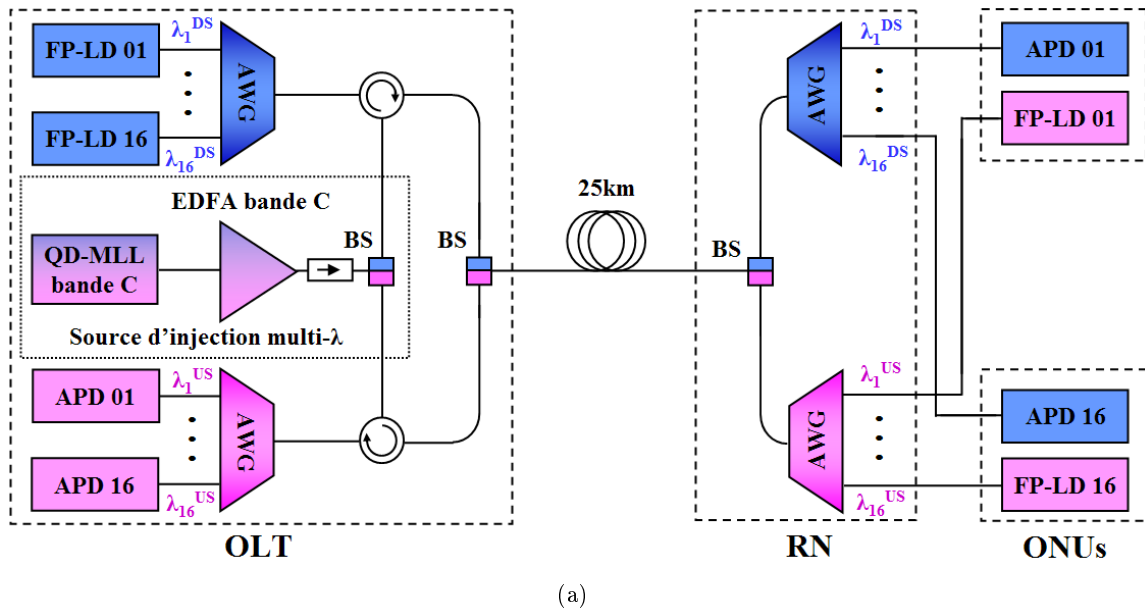 FP-LD 01
λ₁ᴰˢ
• • •
FP-LD 16
λ₁₆ᴰˢ
AWG
EDFA bande C
QD-MLL
bande C
BS
Source d'injection multi-λ
APD 01
λ₁ᵁˢ
• • •
APD 16
λ₁₆ᵁˢ
AWG
BS
OLT
25km
BS
AWG
λ₁ᴰˢ
• • •
λ₁₆ᴰˢ
AWG
λ₁ᵁˢ
• • •
λ₁₆ᵁˢ
RN
APD 01
FP-LD 01
APD 16
FP-LD 16
ONUs
(a)